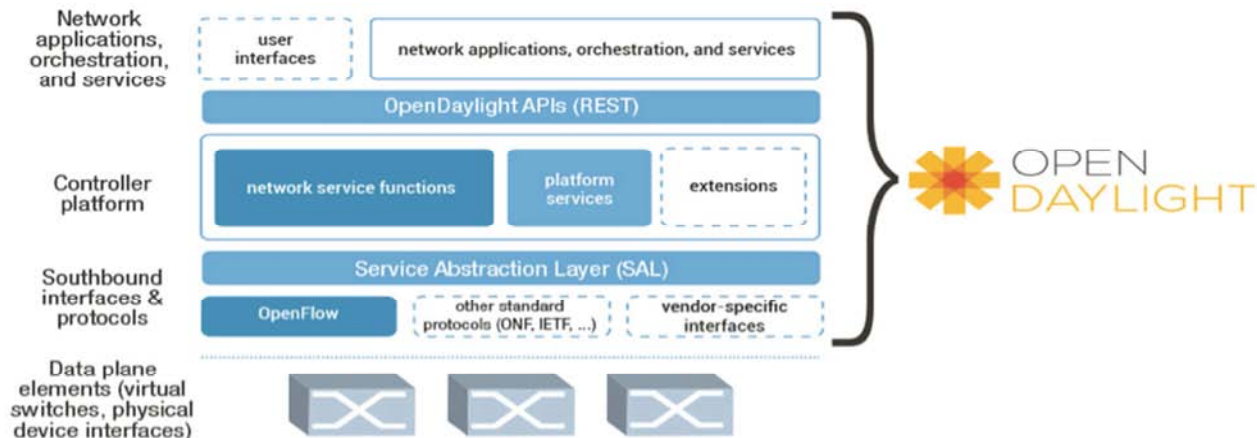 Network
applications,
orchestration,
and services
user
interfaces
network applications, orchestration, and services
OpenDaylight APIs (REST)
Controller
platform
network service functions
platform
services
extensions
Service Abstraction Layer (SAL)
Southbound
interfaces &
protocols
OpenFlow
other standard
protocols (ONF, IETF, ...)
vendor-specific
interfaces
Data plane
elements (virtual
switches, physical
device interfaces)
OPEN
DAYLIGHT